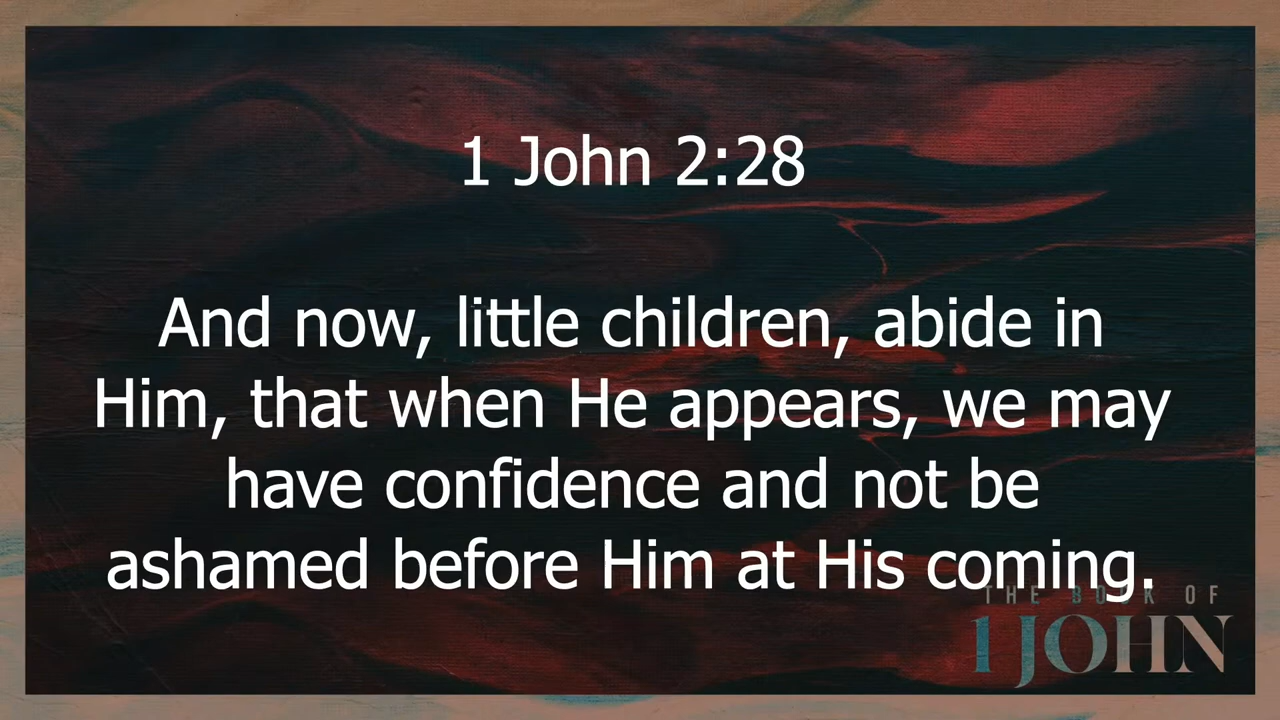 1 John 2:28
And now, little children, abide in
Him, that when He appears, we may
have confidence and not be
ashamed before Him at His coming.
THE BOOK OF
1 JOHN